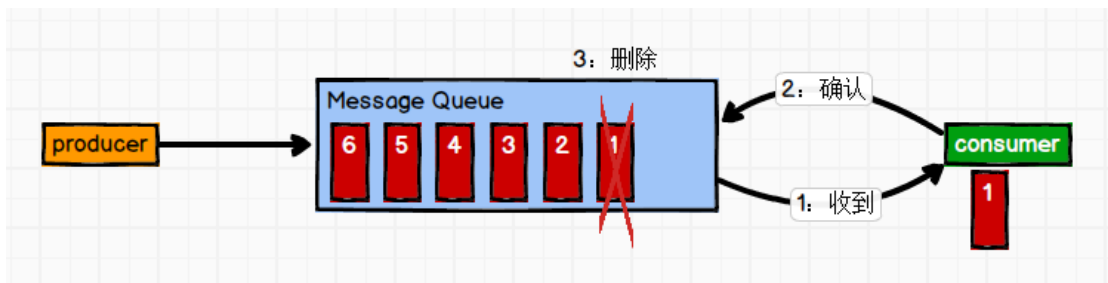 3：删除
Message Queue
2：确认
producer
6 5 4 3 2 1
consumer
1：收到
1